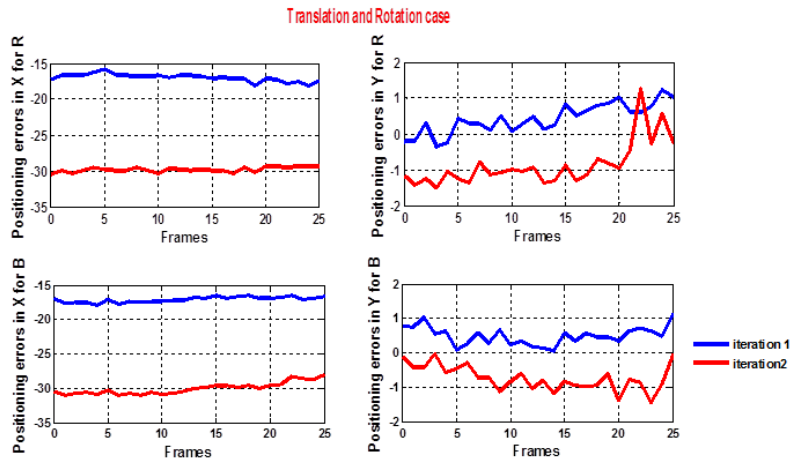 Translation and Rotation case
Positioning errors in X for R
-15
-20
-25
-30
-35
0 5 10 15 20 25
Frames
Positioning errors in Y for R
2
1
0
-1
-2
0 5 10 15 20 25
Frames
Positioning errors in X for B
-15
-20
-25
-30
-35
0 5 10 15 20 25
Frames
Positioning errors in Y for B
2
1
0
-1
-2
0 5 10 15 20 25
Frames
iteration 1
iteration2